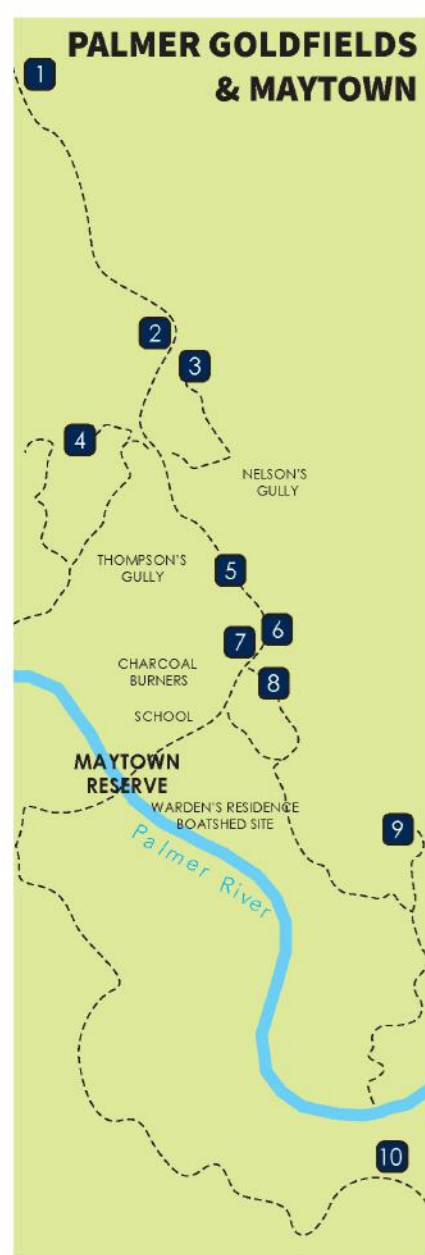 PALMER GOLDFIELDS
& MAYTOWN
1
2
3
4
NELSON'S
GULLY
THOMPSON'S
GULLY
5
6
7
CHARCOAL
BURNERS
8
SCHOOL
MAYTOWN
RESERVE
WARDEN'S RESIDENCE
BOATSHED SITE
Palmer River
9
10